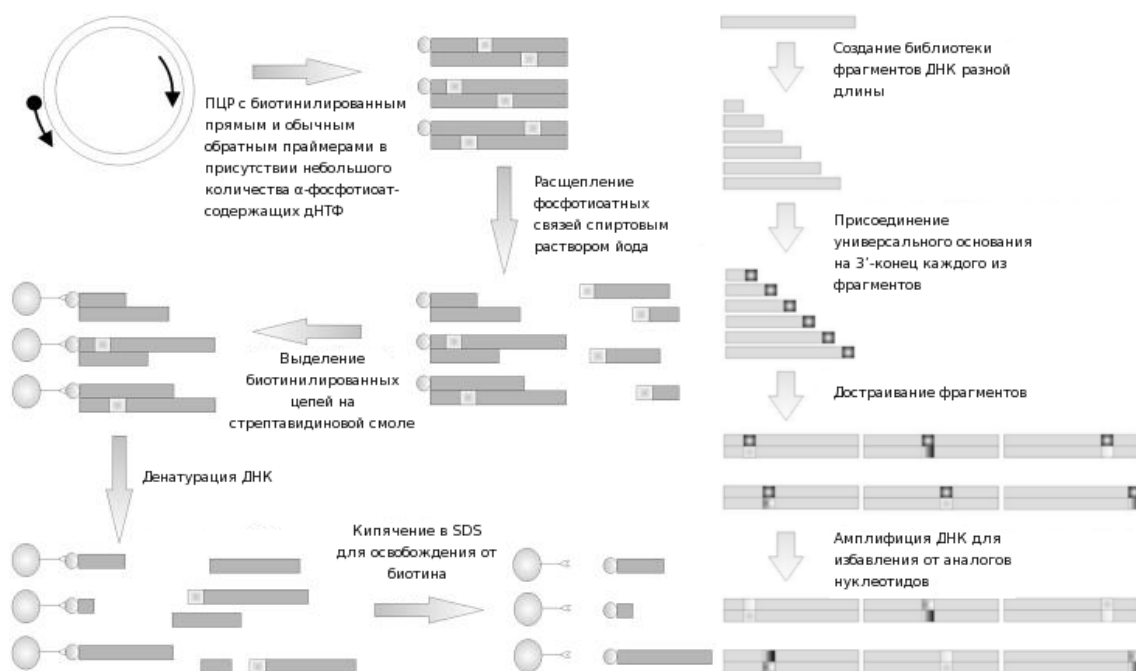 ПЦР с биотинилированным
прямым и обычным
обратным праймерами в
присутствии небольшого
количества α-фосфотиоат-
содержащих дНТФ
Расщепление
фосфотиоатных
связей спиртовым
раствором йода
Выделение
биотинилированных
цепей на
стрептавидиновой смоле
Денатурация ДНК
Кипячение в SDS
для освобождения от
биотина
Создание библиотеки
фрагментов ДНК разной
длины
Присоединение
универсального основания
на 3'-конец каждого из
фрагментов
Достраивание фрагментов
Амплифиция ДНК для
избавления от аналогов
нуклеотидов